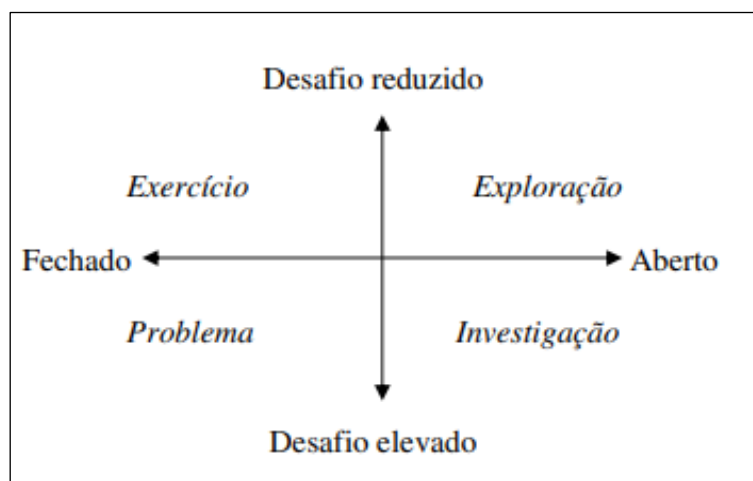 Desafio reduzido
Exercício Exploração
Fechado Aberto
Problema Investigação
Desafio elevado